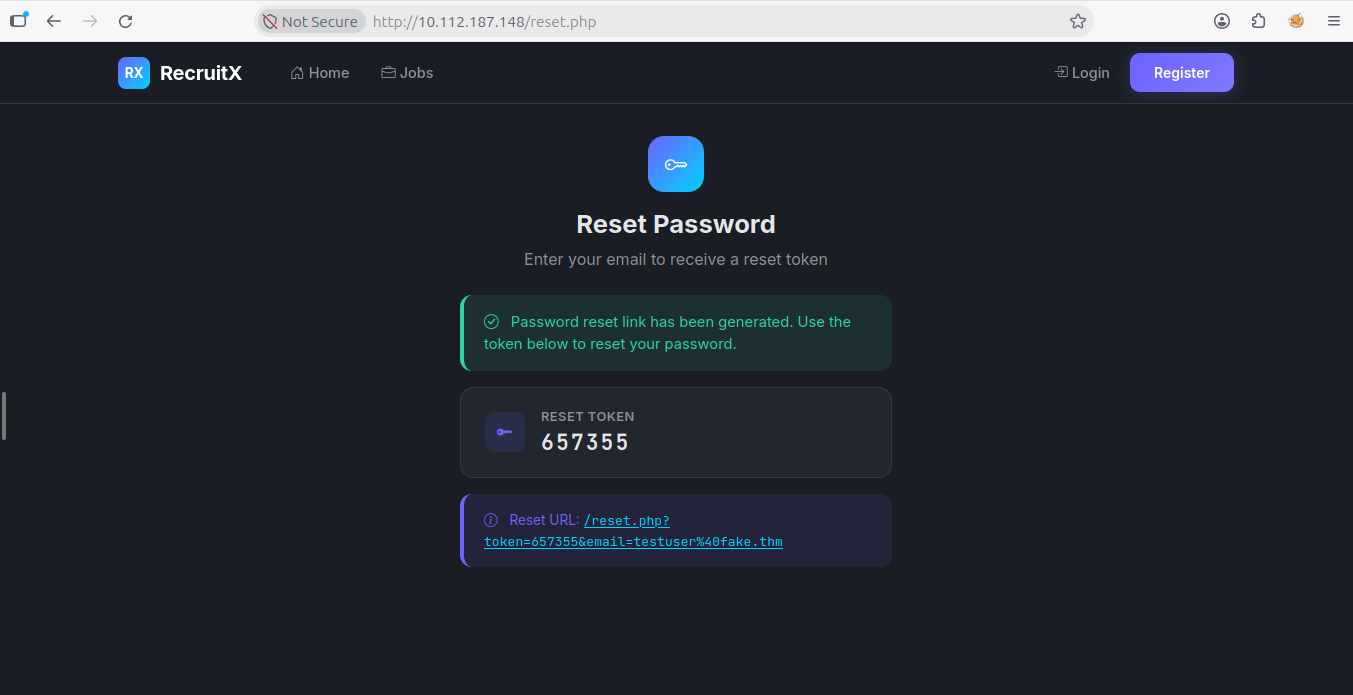 Not Secure http://10.112.187.148/reset.php
RX RecruitX Home Jobs Login Register
Reset Password
Enter your email to receive a reset token
Password reset link has been generated. Use the
token below to reset your password.
RESET TOKEN
657355
Reset URL: /reset.php?
token=657355&email=testuser%40fake.thm